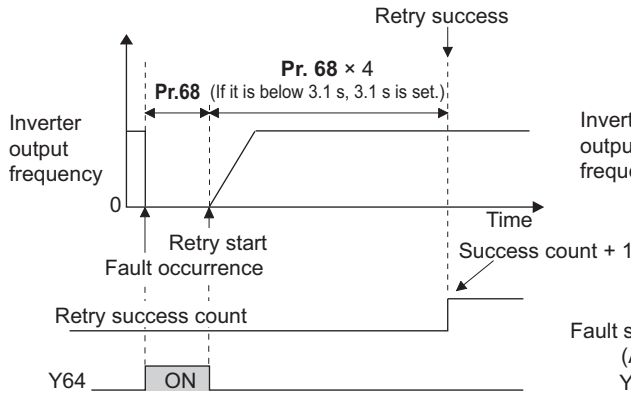 Retry success
Pr. 68 × 4
Pr.68 (If it is below 3.1 s, 3.1 s is set.)
Inverter
output
frequency
0
Time
Retry start
Fault occurrence
Success count + 1
Retry success count
Y64
ON